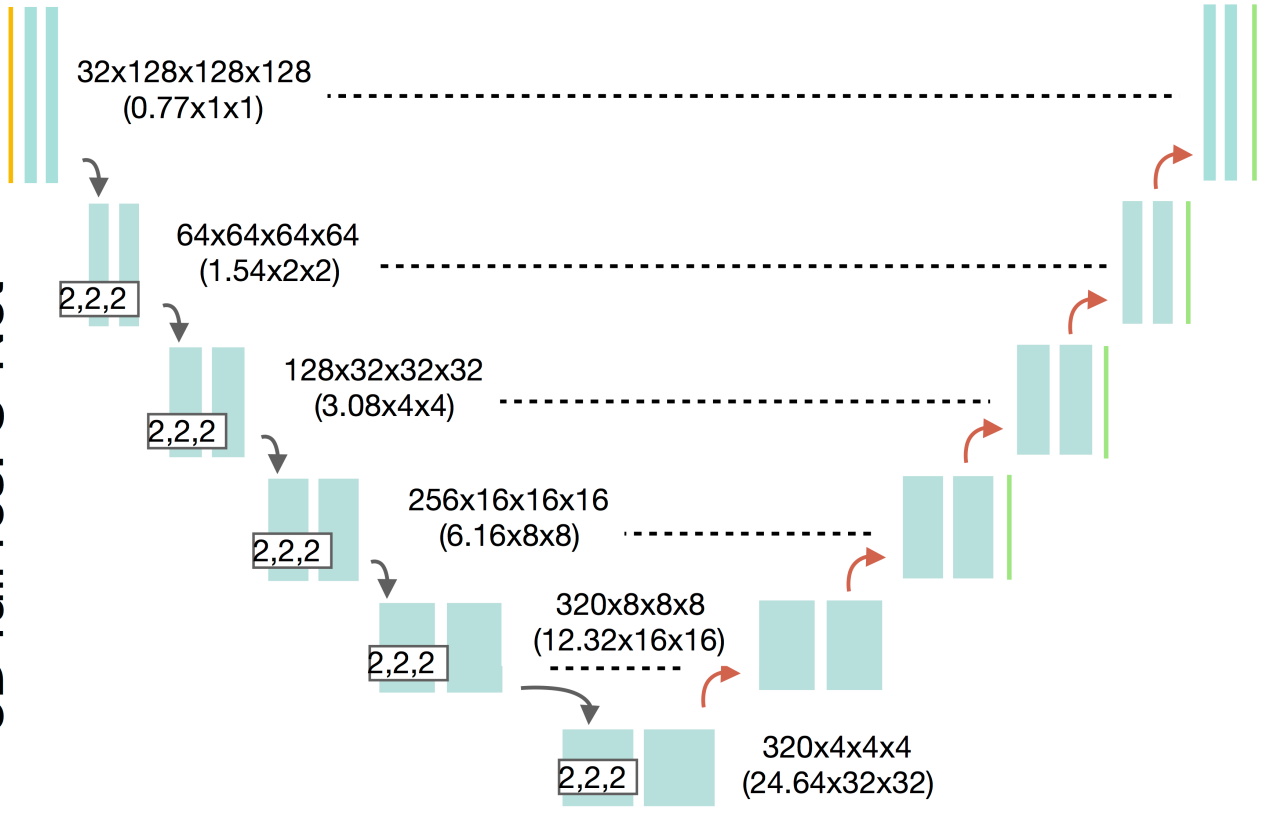 32x128x128x128
(0.77x1x1)
64x64x64x64
(1.54x2x2)
2,2,2
128x32x32x32
(3.08x4x4)
2,2,2
256x16x16x16
(6.16x8x8)
2,2,2
320x8x8x8
(12.32x16x16)
2,2,2
320x4x4x4
(24.64x32x32)
2,2,2